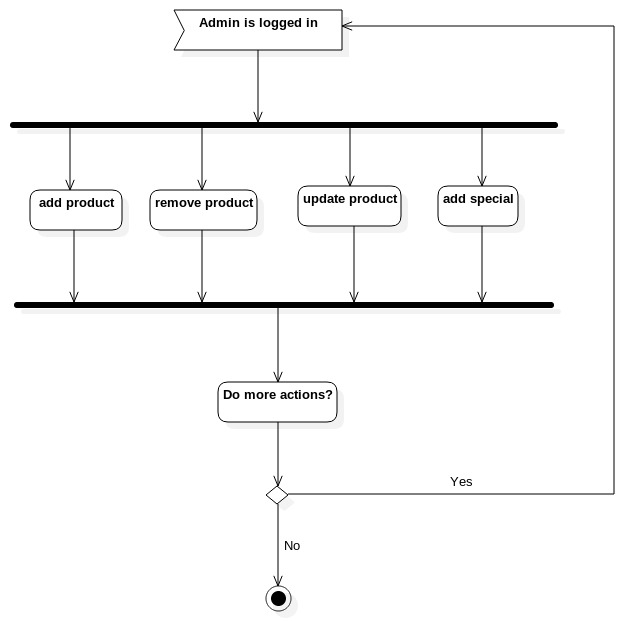 Admin is logged in
add product
remove product
update product
add special
Do more actions?
Yes
No